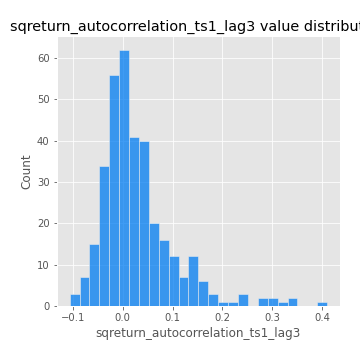 sqreturn_autocorrelation_ts1_lag3 value distribut
60
50
40
30
20
10
0
Count
−0.1 0.0 0.1 0.2 0.3 0.4
sqreturn_autocorrelation_ts1_lag3